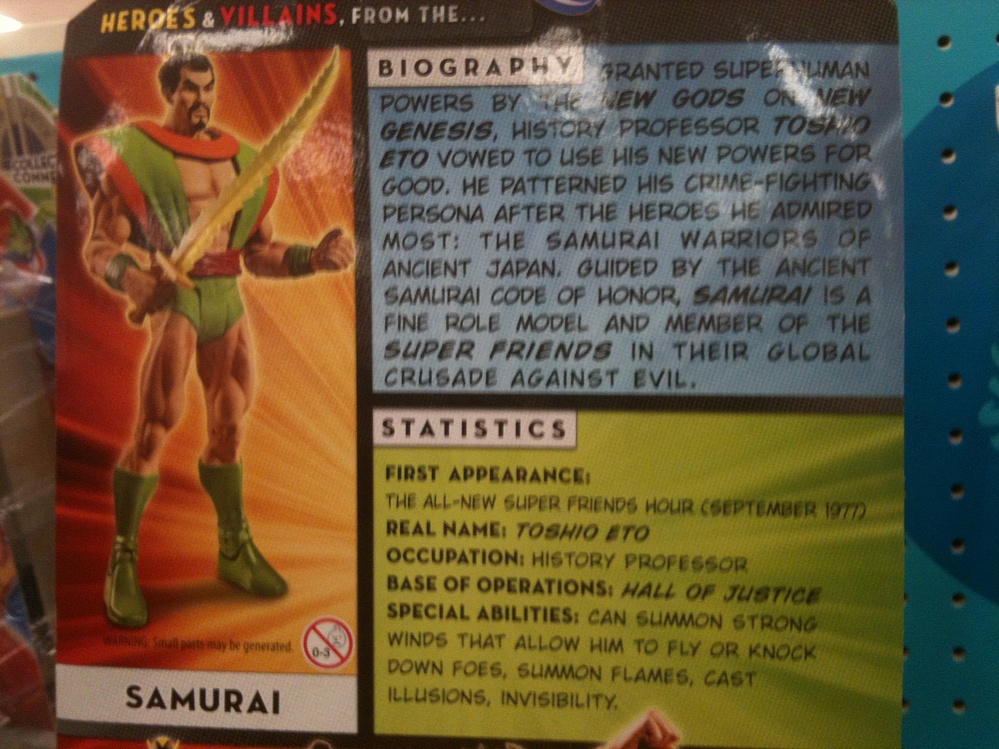 HEROES & VILLAINS, FROM THE...
BIOGRAPHY GRANTED SUPERHUMAN
POWERS BY THE NEW GODS ON NEW
GENESIS, HISTORY PROFESSOR TOSHIO
ETO VOWED TO USE HIS NEW POWERS FOR
GOOD. HE PATTERNED HIS CRIME-FIGHTING
PERSONA AFTER THE HEROES HE ADMIRED
MOST: THE SAMURAI WARRIORS OF
ANCIENT JAPAN. GUIDED BY THE ANCIENT
SAMURAI CODE OF HONOR, SAMURAI IS A
FINE ROLE MODEL AND MEMBER OF THE
SUPER FRIENDS IN THEIR GLOBAL
CRUSADE AGAINST EVIL.
STATISTICS
FIRST APPEARANCE:
THE ALL-NEW SUPER FRIENDS HOUR (SEPTEMBER 1977)
REAL NAME: TOSHIO ETO
OCCUPATION: HISTORY PROFESSOR
BASE OF OPERATIONS: HALL OF JUSTICE
SPECIAL ABILITIES: CAN SUMMON STRONG
WINDS THAT ALLOW HIM TO FLY OR KNOCK
DOWN FOES, SUMMON FLAMES, CAST
ILLUSIONS, INVISIBILITY.
WARNING: Small parts may be generated.
0-3
SAMURAI
COLLECT
CONNE